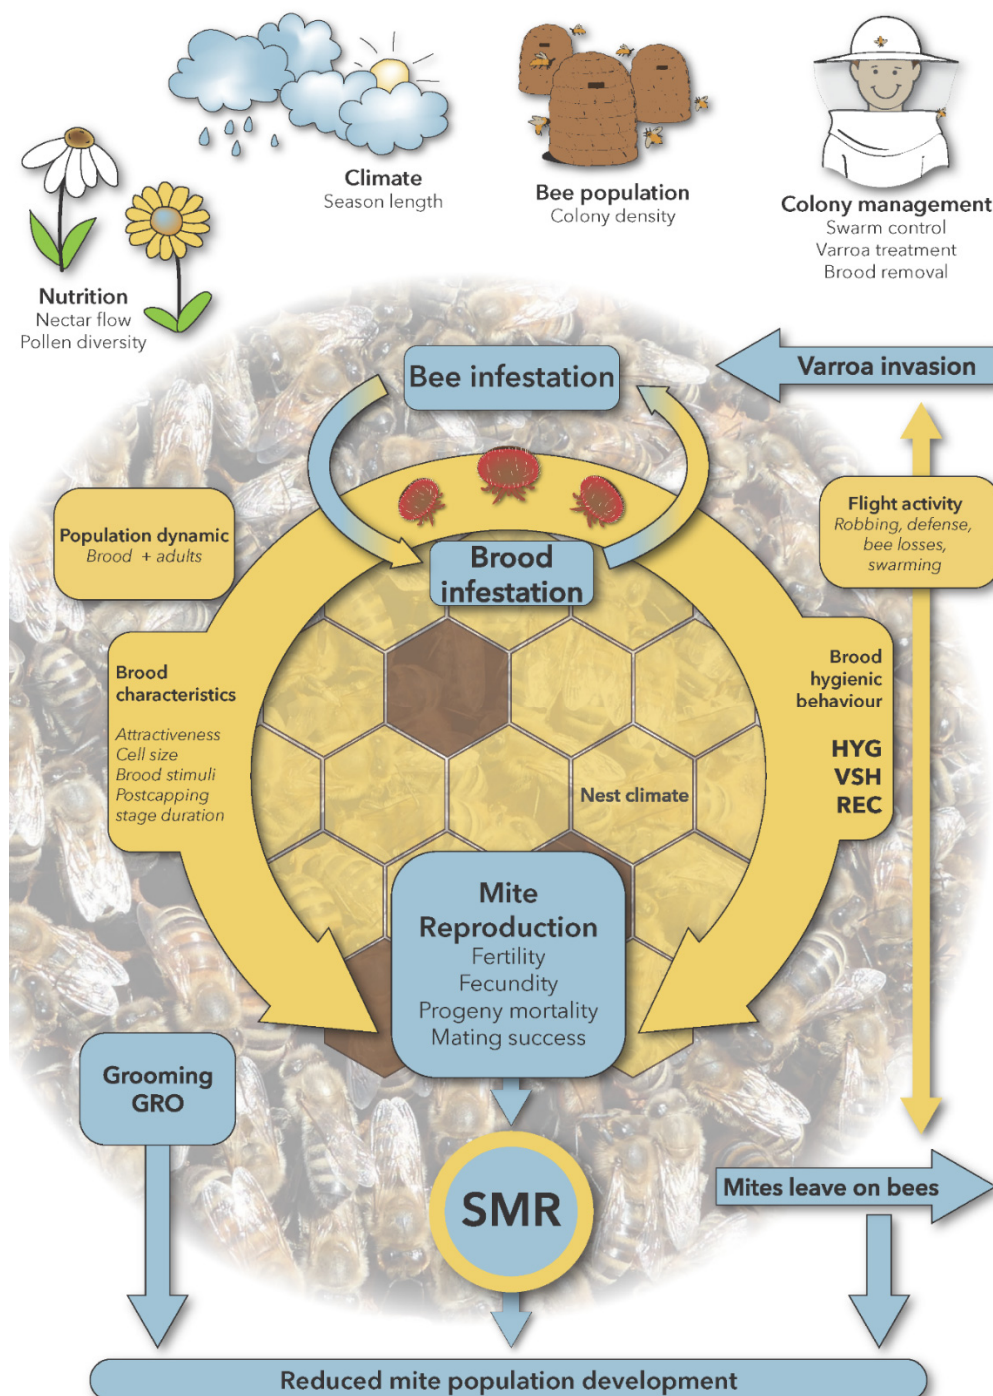 Climate
Season length
Bee population
Colony density
Colony management
Swarm control
Varroa treatment
Brood removal
Nutrition
Nectar flow
Pollen diversity
Bee infestation
Varroa invasion
Population dynamic
Brood + adults
Flight activity
Robbing, defense,
bee losses,
swarming
Brood
infestation
Brood
characteristics
Attractiveness
Cell size
Brood stimuli
Postcapping
stage duration
Brood
hygienic
behaviour
HYG
VSH
REC
Nest climate
Mite
Reproduction
Fertility
Fecundity
Progeny mortality
Mating success
Grooming
GRO
SMR
Mites leave on bees
Reduced mite population development